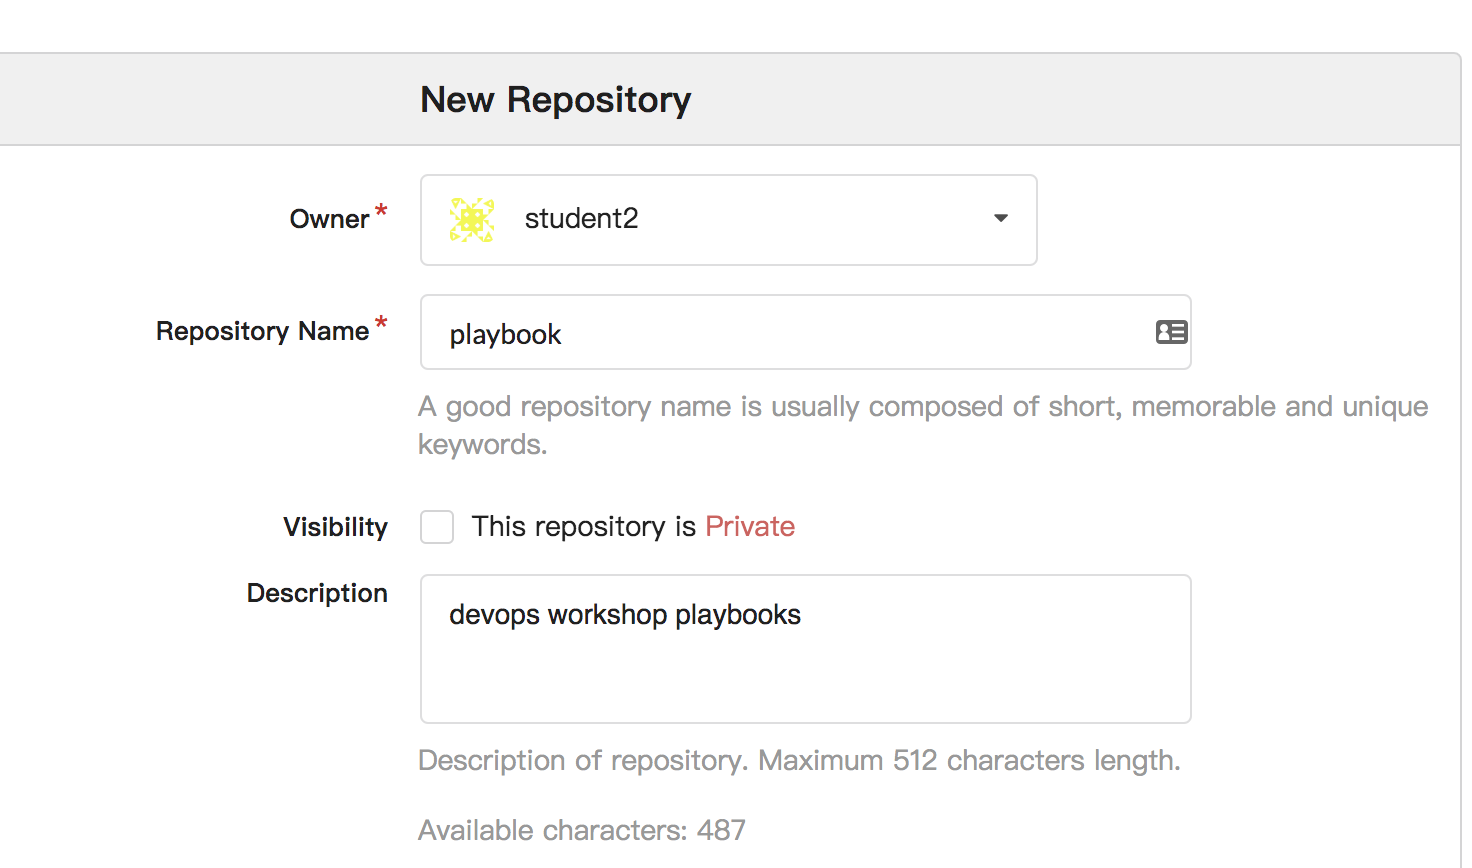 New Repository
Owner *
student2
Repository Name *
playbook
A good repository name is usually composed of short, memorable and unique
keywords.
Visibility
This repository is Private
Description
devops workshop playbooks
Description of repository. Maximum 512 characters length.
Available characters: 487